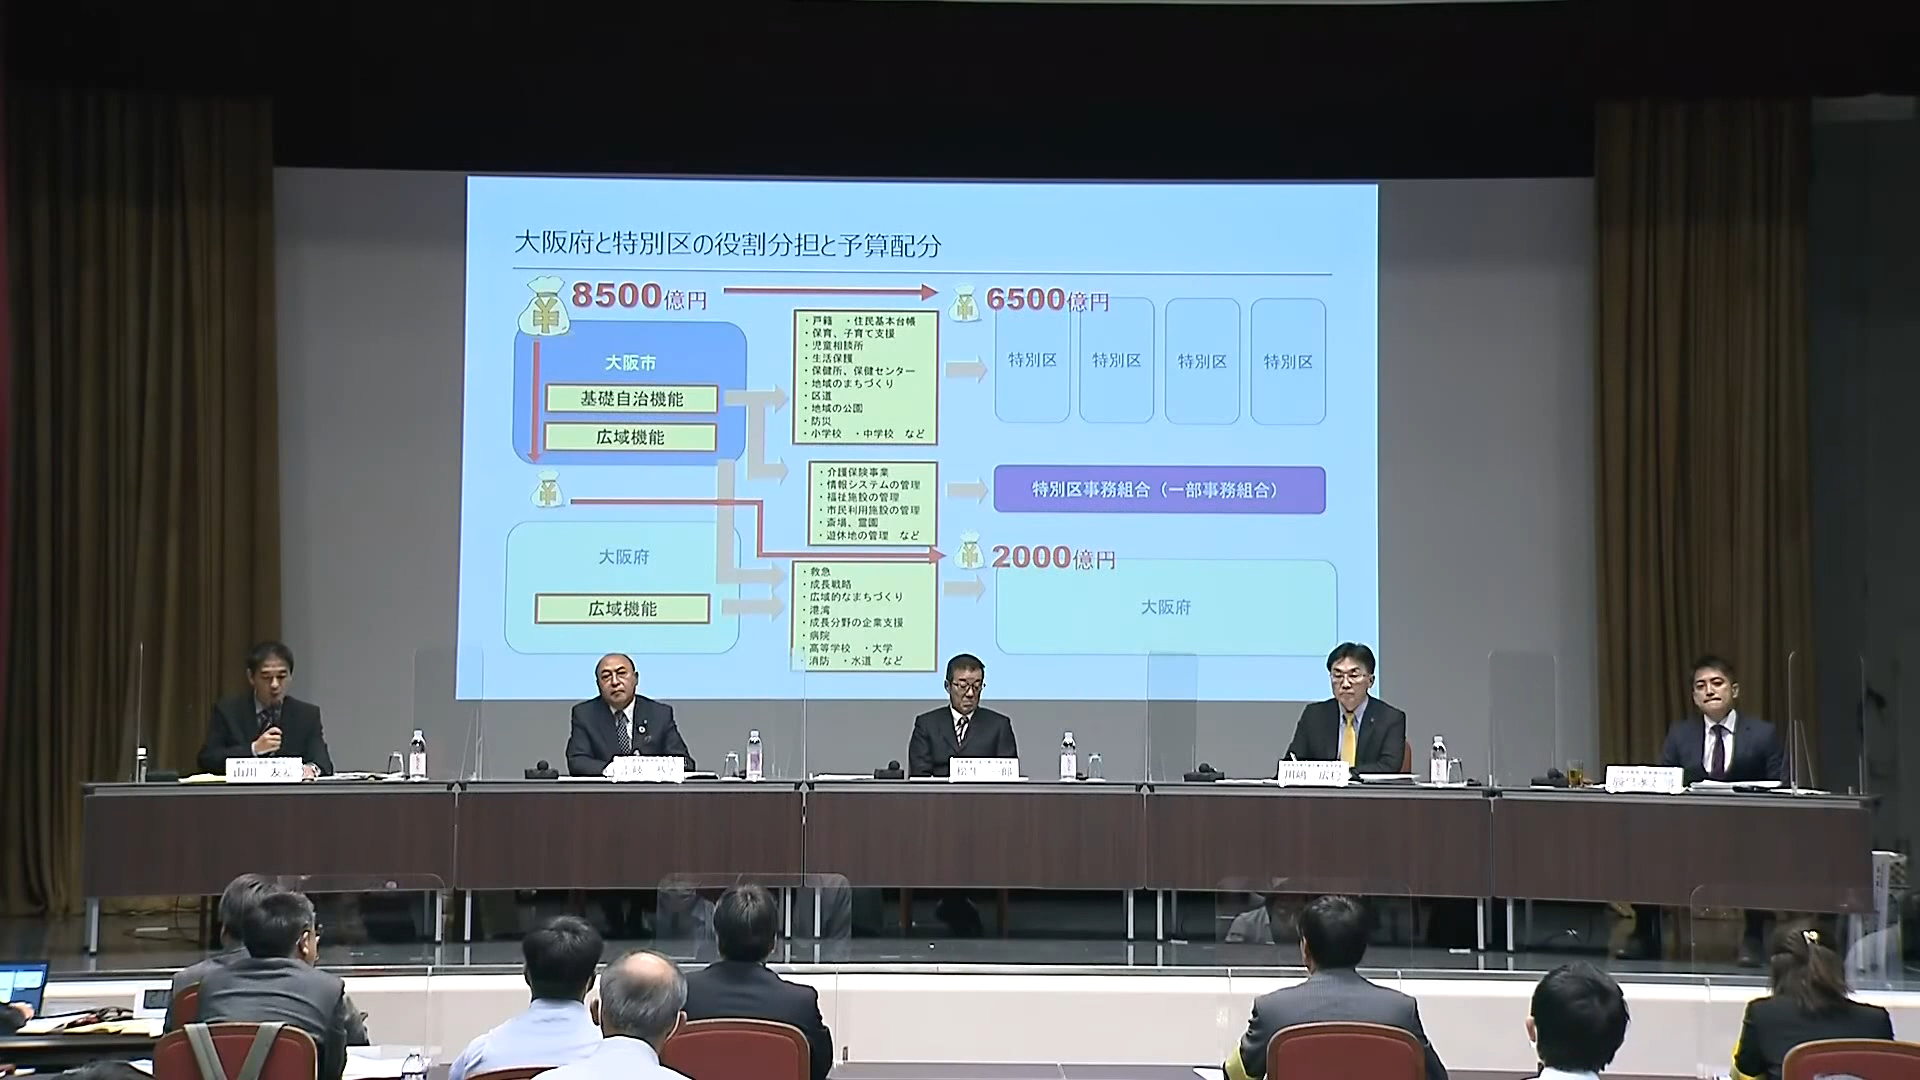 大阪府と特別区の役割分担と予算配分
8500億円
6500億円
大阪市
基礎自治機能
広域機能
・戸籍 ・住民基本台帳
・保育、子育て支援
・児童相談所
・生活保護
・保健所、保健センター
・地域のまちづくり
・区道
・地域の公園
・防災
・小学校 ・中学校 など
特別区
特別区
特別区
特別区
・介護保険事業
・情報システムの管理
・福祉施設の管理
・市民利用施設の管理
・斎場、霊園
・遊休地の管理 など
特別区事務組合（一部事務組合）
2000億円
大阪府
広域機能
・救急
・成長戦略
・広域的なまちづくり
・港湾
・成長分野の企業支援
・病院
・高等学校 ・大学
・消防 ・水道 など
大阪府
山川
川嶋 広稔